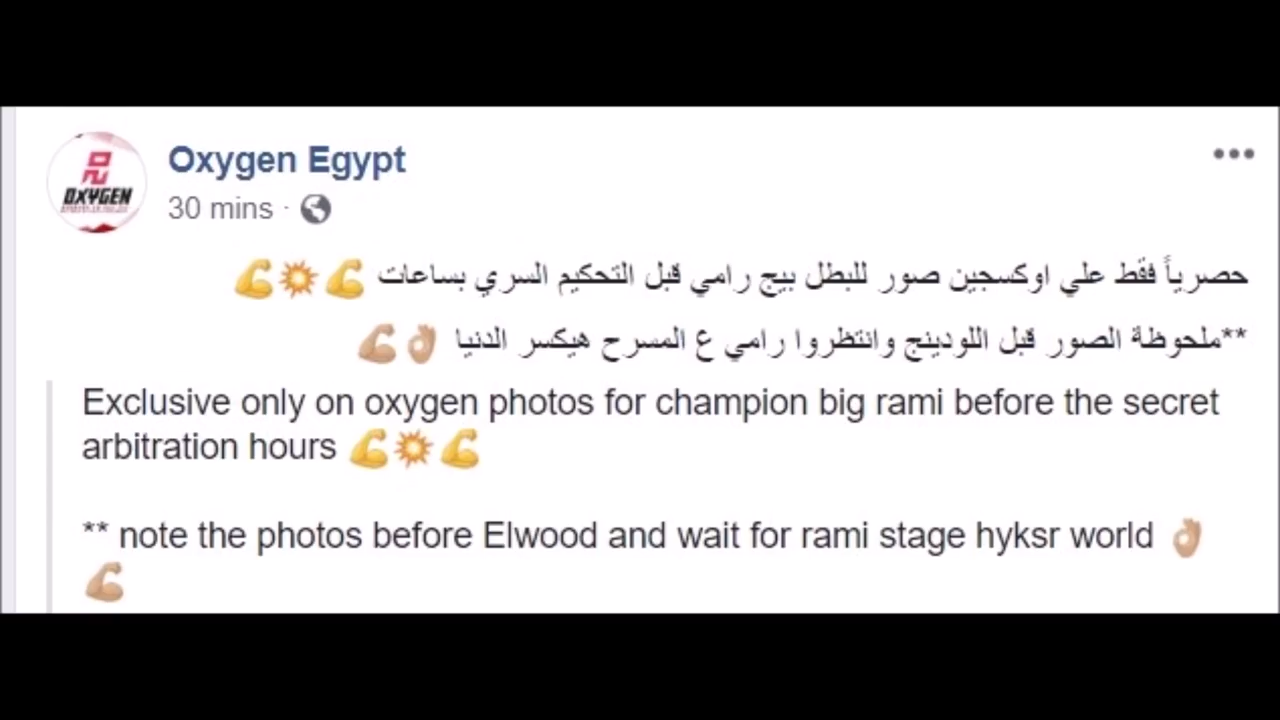 OXYGEN
Oxygen Egypt
30 mins ·
حصرياً فقط علي اوكسجين صور للبطل بيج رامي قبل التحكيم السري بساعات 💪💥💪
**ملحوظة الصور قبل اللودينج وانتظروا رامي ع المسرح هيكسر الدنيا 👌🏼💪🏼
Exclusive only on oxygen photos for champion big rami before the secret
arbitration hours 💪💥💪
** note the photos before Elwood and wait for rami stage hyksr world 👌🏼
💪🏼